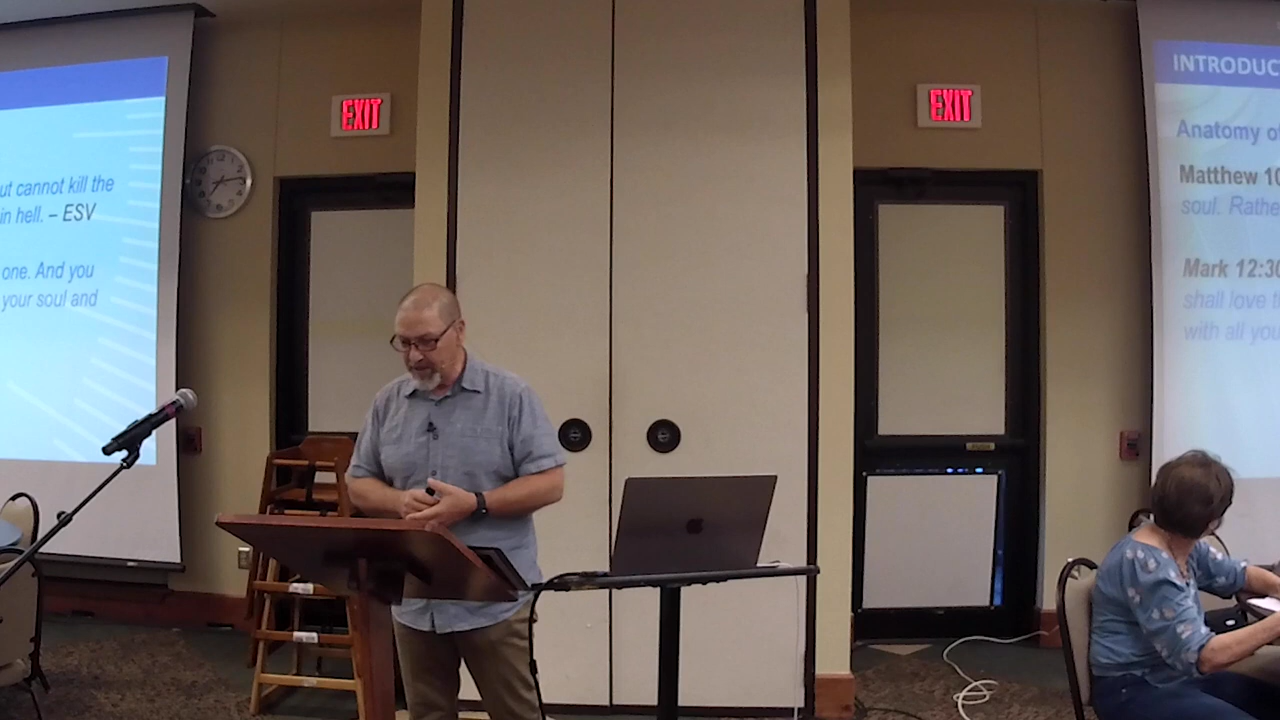 ut cannot kill the
in hell. – ESV
one. And you
your soul and
EXIT
EXIT
INTRODUC
Anatomy o
Matthew 10
soul. Rathe
Mark 12:30
shall love t
with all you